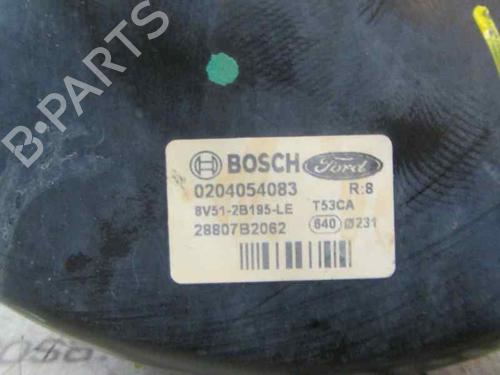 B-PARTS
BOSCH Ford
0204054083 R:8
8V51-2B195-LE T53CA
28807B2062 640 Ø231